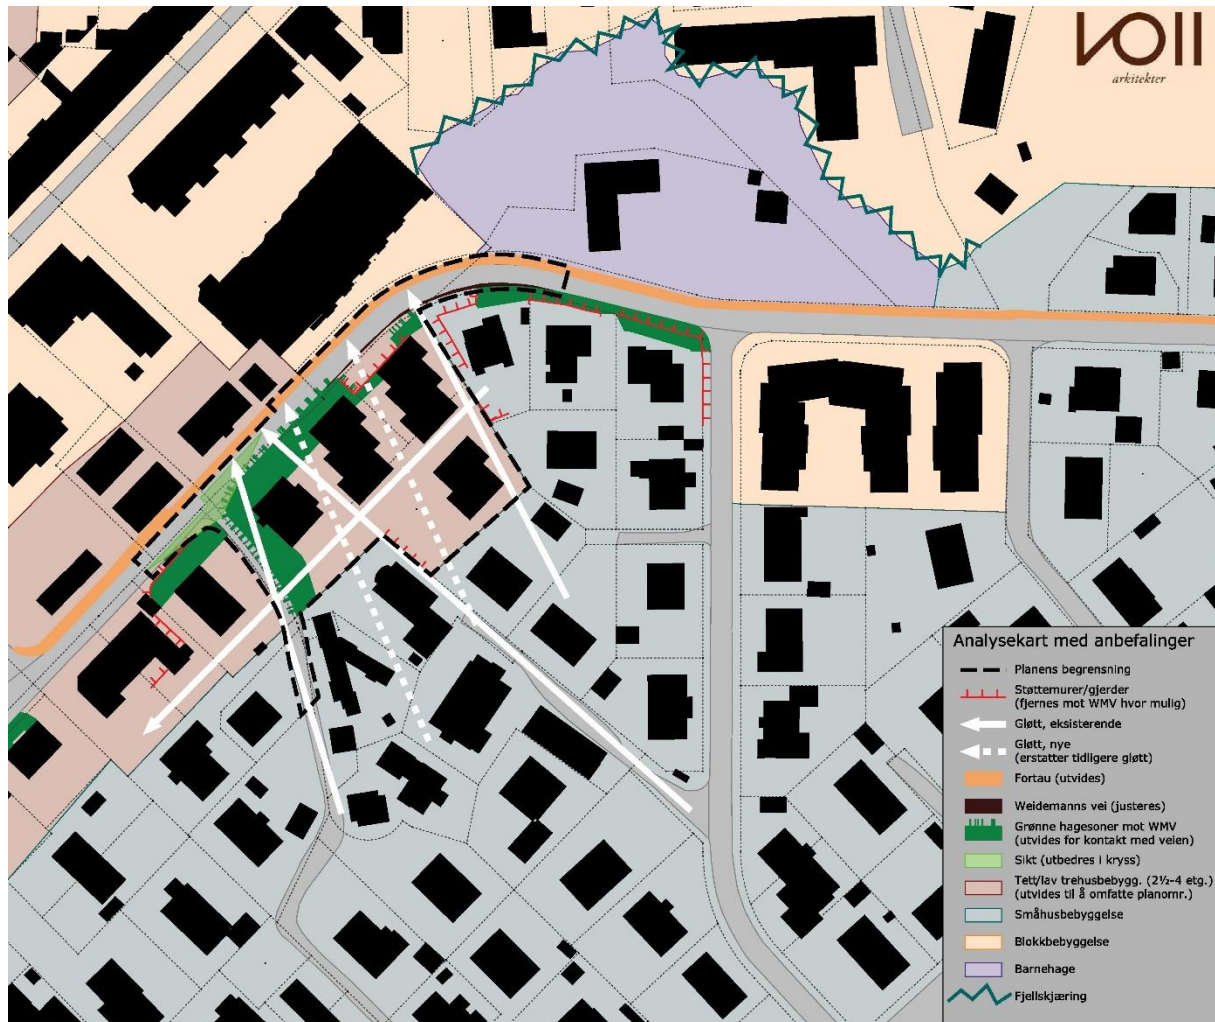 VOll
arkitekter
Analysekart med anbefalinger
Planens begrensning
Støttemurer/gjerder
(fjernes mot WMV hvor mulig)
Gløtt, eksisterende
Gløtt, nye
(erstatter tidligere gløtt)
Fortau (utvides)
Weidemanns vei (justeres)
Grønne hagesoner mot WMV
(utvides for kontakt med veien)
Sikt (utbedres i kryss)
Tett/lav trehusbebygg. (2½-4 etg.)
(utvides til å omfatte planomr.)
Småhusbebyggelse
Blokkbebyggelse
Barnehage
Fjellskjæring